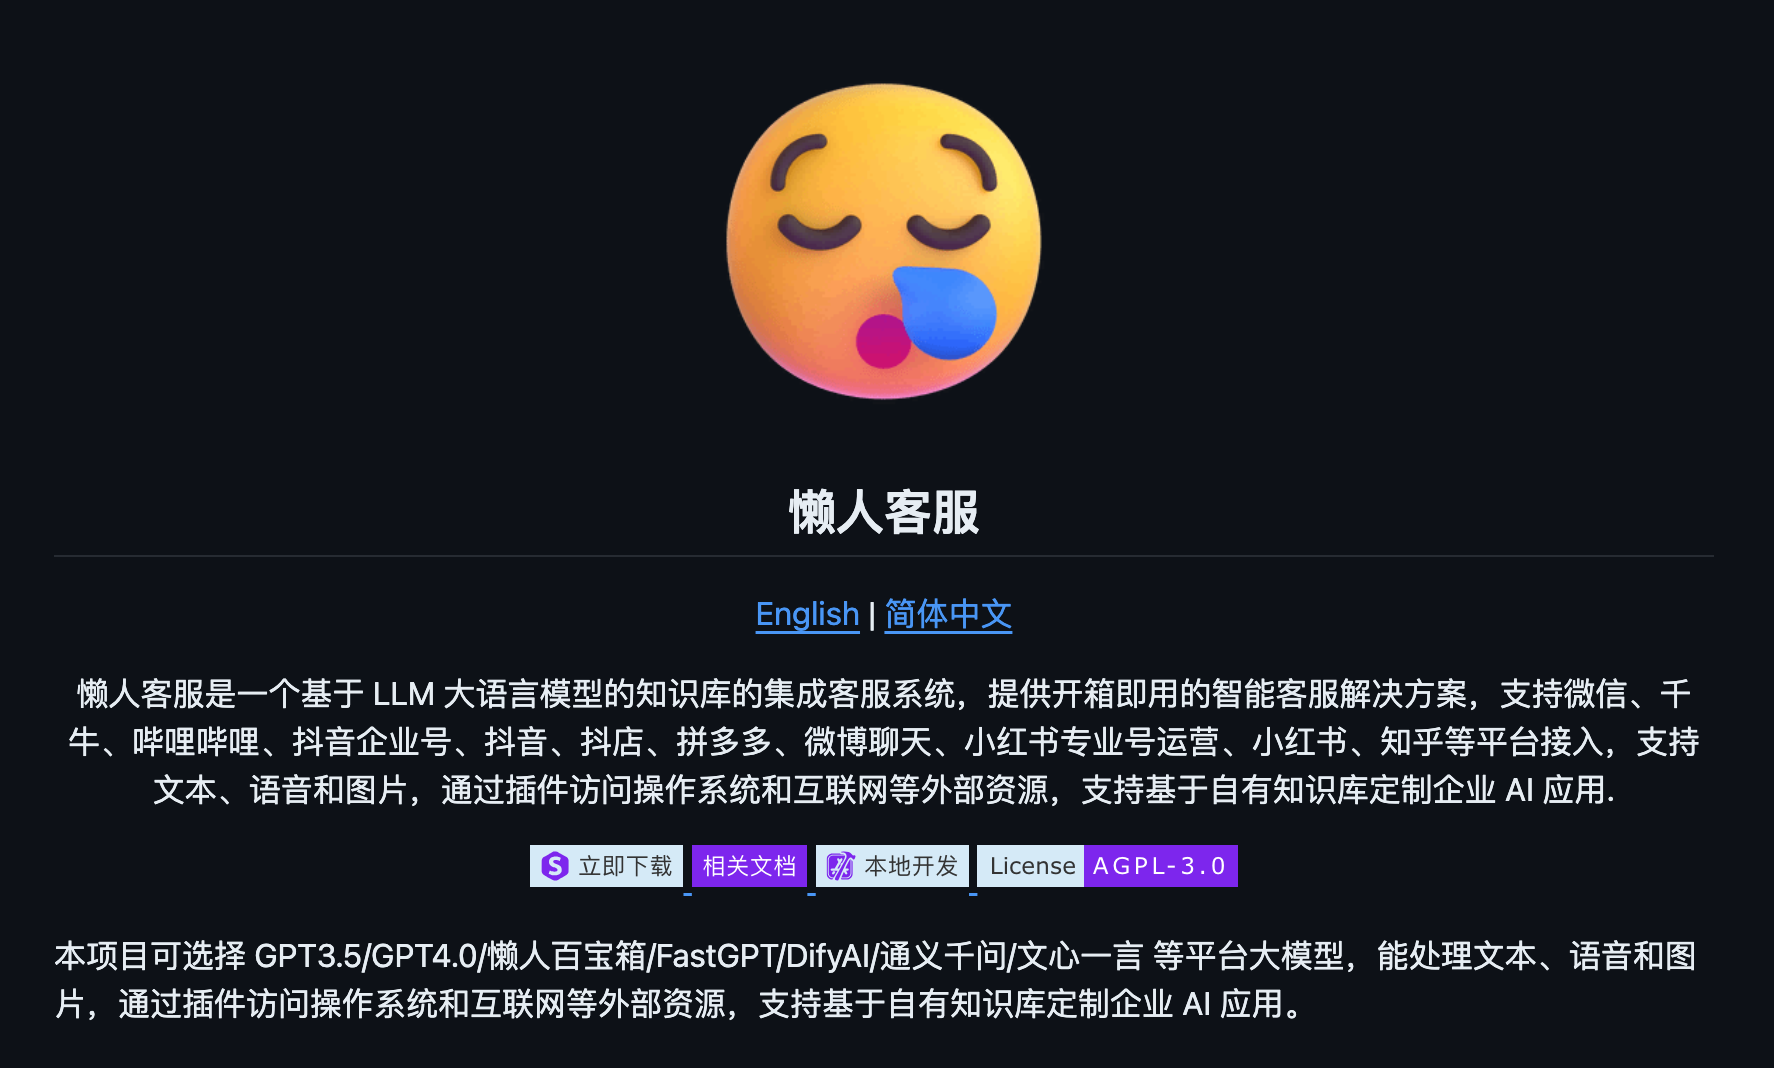 懒人客服
English | 简体中文
懒人客服是一个基于 LLM 大语言模型的知识库的集成客服系统，提供开箱即用的智能客服解决方案，支持微信、千
牛、哔哩哔哩、抖音企业号、抖音、抖店、拼多多、微博聊天、小红书专业号运营、小红书、知乎等平台接入，支持
文本、语音和图片，通过插件访问操作系统和互联网等外部资源，支持基于自有知识库定制企业 AI 应用.
立即下载 相关文档 本地开发 License AGPL-3.0
本项目可选择 GPT3.5/GPT4.0/懒人百宝箱/FastGPT/DifyAI/通义千问/文心一言 等平台大模型，能处理文本、语音和图
片，通过插件访问操作系统和互联网等外部资源，支持基于自有知识库定制企业 AI 应用。